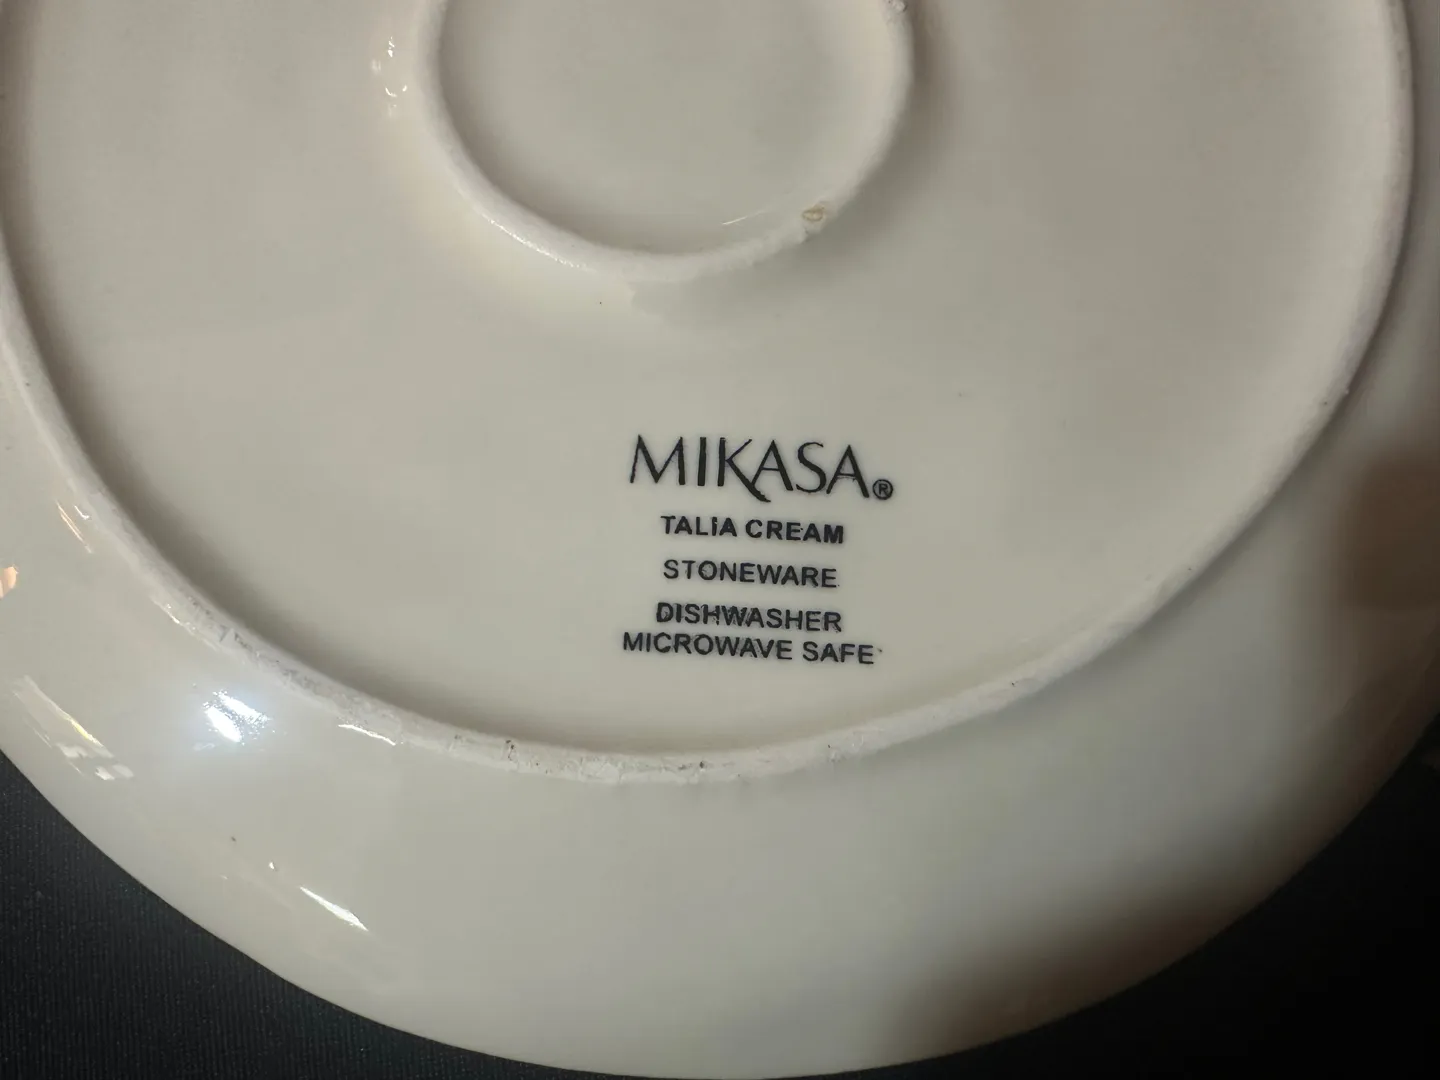 MIKASA®
TALIA CREAM
STONEWARE
DISHWASHER
MICROWAVE SAFE